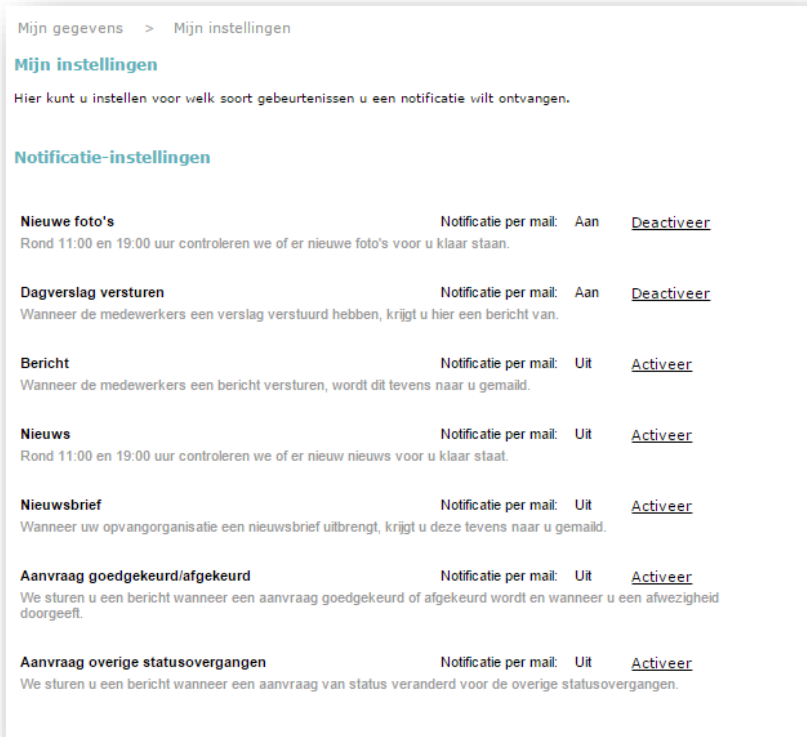 Mijn gegevens > Mijn instellingen
Mijn instellingen
Hier kunt u instellen voor welk soort gebeurtenissen u een notificatie wilt ontvangen.
Notificatie-instellingen
Nieuwe foto's Notificatie per mail: Aan Deactiveer
Rond 11:00 en 19:00 uur controleren we of er nieuwe foto's voor u klaar staan.
Dagverslag versturen Notificatie per mail: Aan Deactiveer
Wanneer de medewerkers een verslag verstuurd hebben, krijgt u hier een bericht van.
Bericht Notificatie per mail: Uit Activeer
Wanneer de medewerkers een bericht versturen, wordt dit tevens naar u gemaild.
Nieuws Notificatie per mail: Uit Activeer
Rond 11:00 en 19:00 uur controleren we of er nieuw nieuws voor u klaar staat.
Nieuwsbrief Notificatie per mail: Uit Activeer
Wanneer uw opvangorganisatie een nieuwsbrief uitbrengt, krijgt u deze tevens naar u gemaild.
Aanvraag goedgekeurd/afgekeurd Notificatie per mail: Uit Activeer
We sturen u een bericht wanneer een aanvraag goedgekeurd of afgekeurd wordt en wanneer u een afwezigheid
doorgeeft.
Aanvraag overige statusovergangen Notificatie per mail: Uit Activeer
We sturen u een bericht wanneer een aanvraag van status veranderd voor de overige statusovergangen.